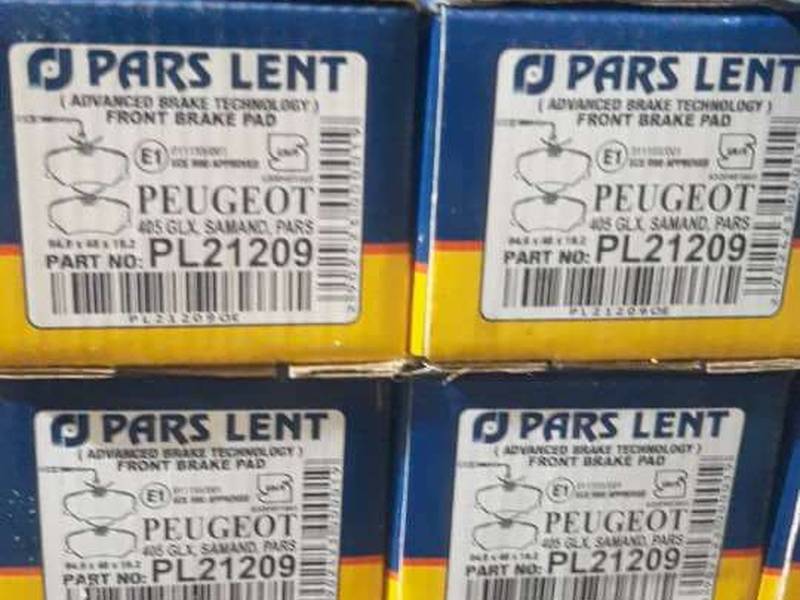 PARS LENT
( ADVANCED BRAKE TECHNOLOGY )
FRONT BRAKE PAD
E1
PEUGEOT
405 GLX, SAMAND, PARS
PART NO: PL21209
PL21209OE
PARS LENT
( ADVANCED BRAKE TECHNOLOGY )
FRONT BRAKE PAD
E1
PEUGEOT
405 GLX, SAMAND, PARS
PART NO: PL21209
PL21209OE
PARS LENT
( ADVANCED BRAKE TECHNOLOGY )
FRONT BRAKE PAD
E1
PEUGEOT
405 GLX, SAMAND, PARS
PART NO: PL21209
PARS LENT
( ADVANCED BRAKE TECHNOLOGY )
FRONT BRAKE PAD
E1
PEUGEOT
405 GLX, SAMAND, PARS
PART NO: PL21209